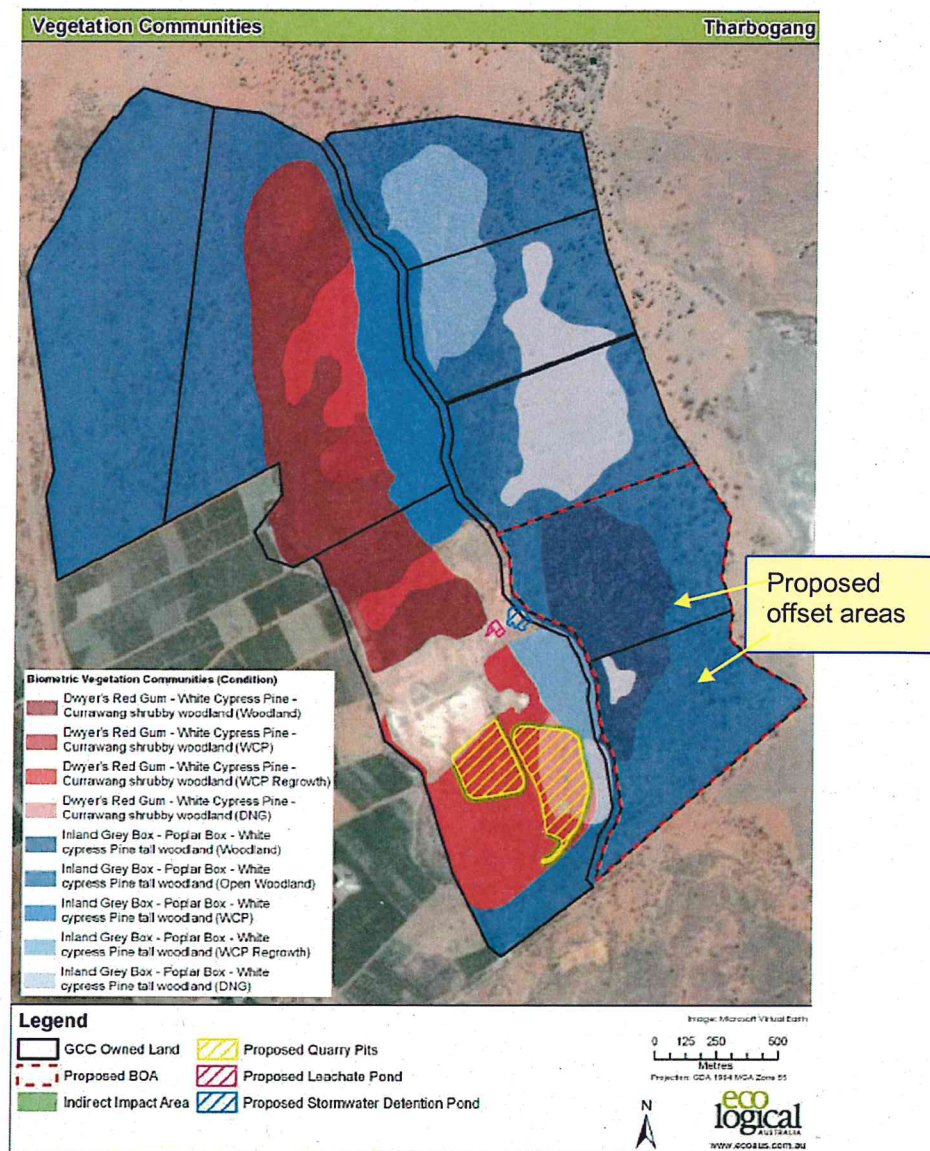 Vegetation Communities
Tharbogang
Proposed
offset areas
Biometric Vegetation Communities (Condition)
Dwyer's Red Gum - White Cypress Pine -
Currawang shrubby woodland (Woodland)
Dwyer's Red Gum - White Cypress Pine -
Currawang shrubby woodland (WCP)
Dwyer's Red Gum - White Cypress Pine -
Currawang shrubby woodland (WCP Regrowth)
Dwyer's Red Gum - White Cypress Pine -
Currawang shrubby woodland (DNG)
Inland Grey Box - Poplar Box - White
cypress Pine tall woodland (Woodland)
Inland Grey Box - Poplar Box - White
cypress Pine tall woodland (Open Woodland)
Inland Grey Box - Poplar Box - White
cypress Pine tall woodland (WCP)
Inland Grey Box - Poplar Box - White
cypress Pine tall woodland (WCP Regrowth)
Inland Grey Box - Poplar Box - White
cypress Pine tall woodland (DNG)
Legend
GCC Owned Land
Proposed BOA
Indirect Impact Area
Proposed Quarry Pits
Proposed Leachate Pond
Proposed Stormwater Detention Pond
Image: Microsoft Virtual Earth
0 125 250 500
Metres
Projection: GDA 1994 MGA Zone 55
N
eco
logical
AUSTRALIA
www.ecoaus.com.au